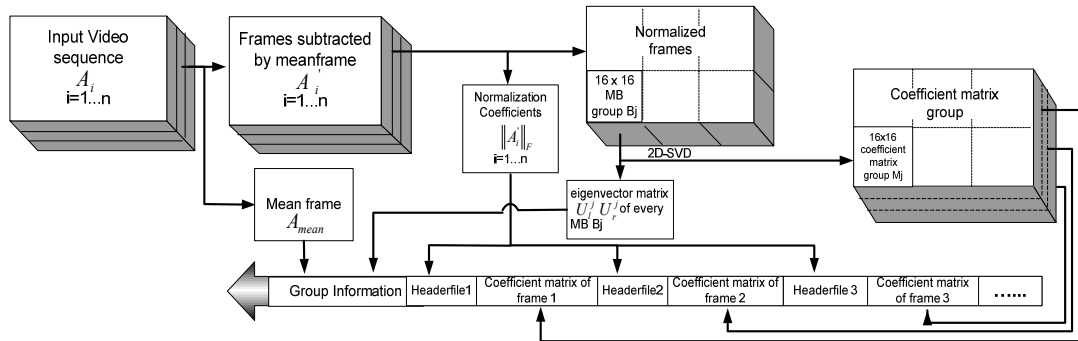 Input Video
sequence
A_i
i=1...n
Frames subtracted
by meanframe
A_i'
i=1...n
Normalized
frames
16 x 16
MB
group Bj
Normalization
Coefficients
‖A_i'‖_F
i=1...n
2D-SVD
Coefficient matrix
group
16x16
coefficient
matrix
group Mj
Mean frame
A_mean
eigenvector matrix
U_l^j U_r^j of every
MB Bj
Group Information
Headerfile1
Coefficient matrix of
frame 1
Headerfile2
Coefficient matrix
of frame 2
Headerfile 3
Coefficient matrix
of frame 3
......